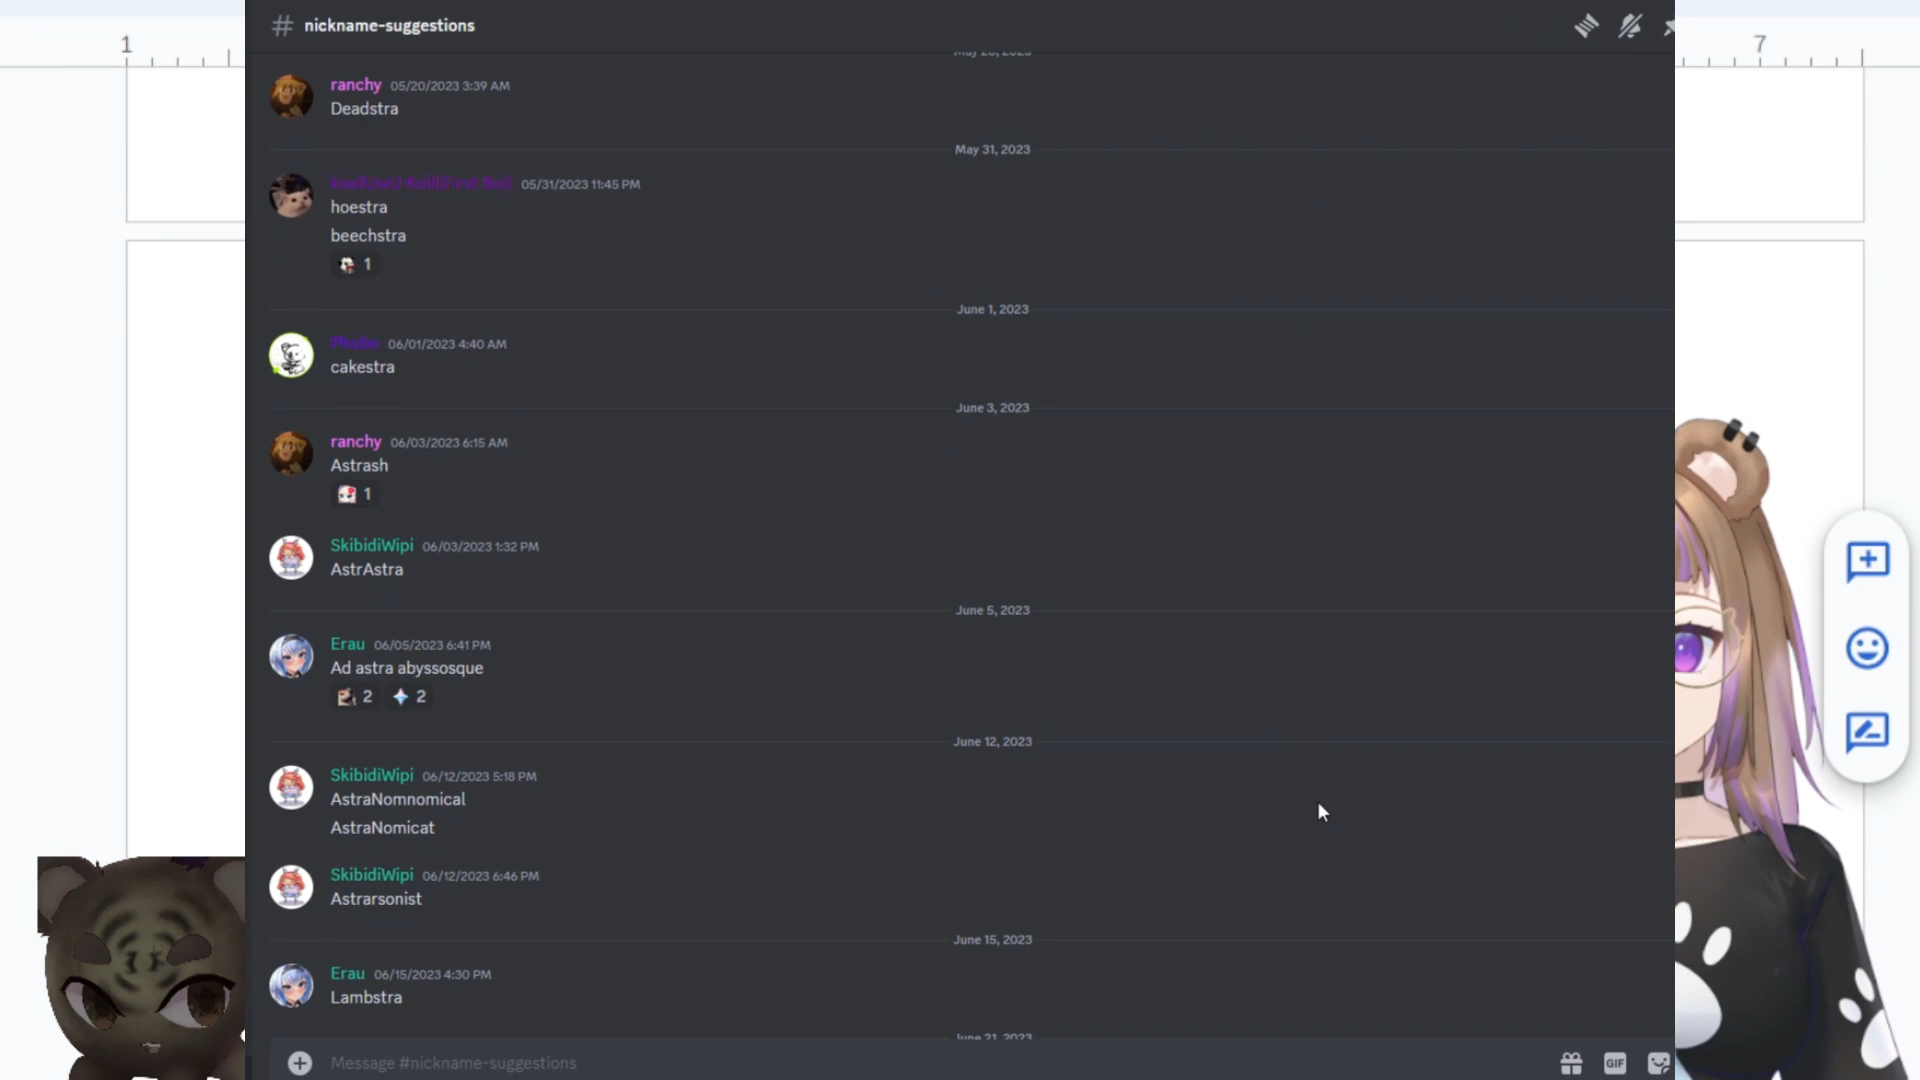 1
7
nickname-suggestions
ranchy 05/20/2023 3:39 AM
Deadstra
May 31, 2023
05/31/2023 11:45 PM
hoestra
beechstra
1
June 1, 2023
06/01/2023 4:40 AM
cakestra
June 3, 2023
ranchy 06/03/2023 6:15 AM
Astrash
1
SkibidiWipi 06/03/2023 1:32 PM
AstrAstra
June 5, 2023
Erau 06/05/2023 6:41 PM
Ad astra abyssosque
2 2
June 12, 2023
SkibidiWipi 06/12/2023 5:18 PM
AstraNomnomical
AstraNomicat
SkibidiWipi 06/12/2023 6:46 PM
Astrarsonist
June 15, 2023
Erau 06/15/2023 4:30 PM
Lambstra
June 21, 2023
Message #nickname-suggestions
GIF